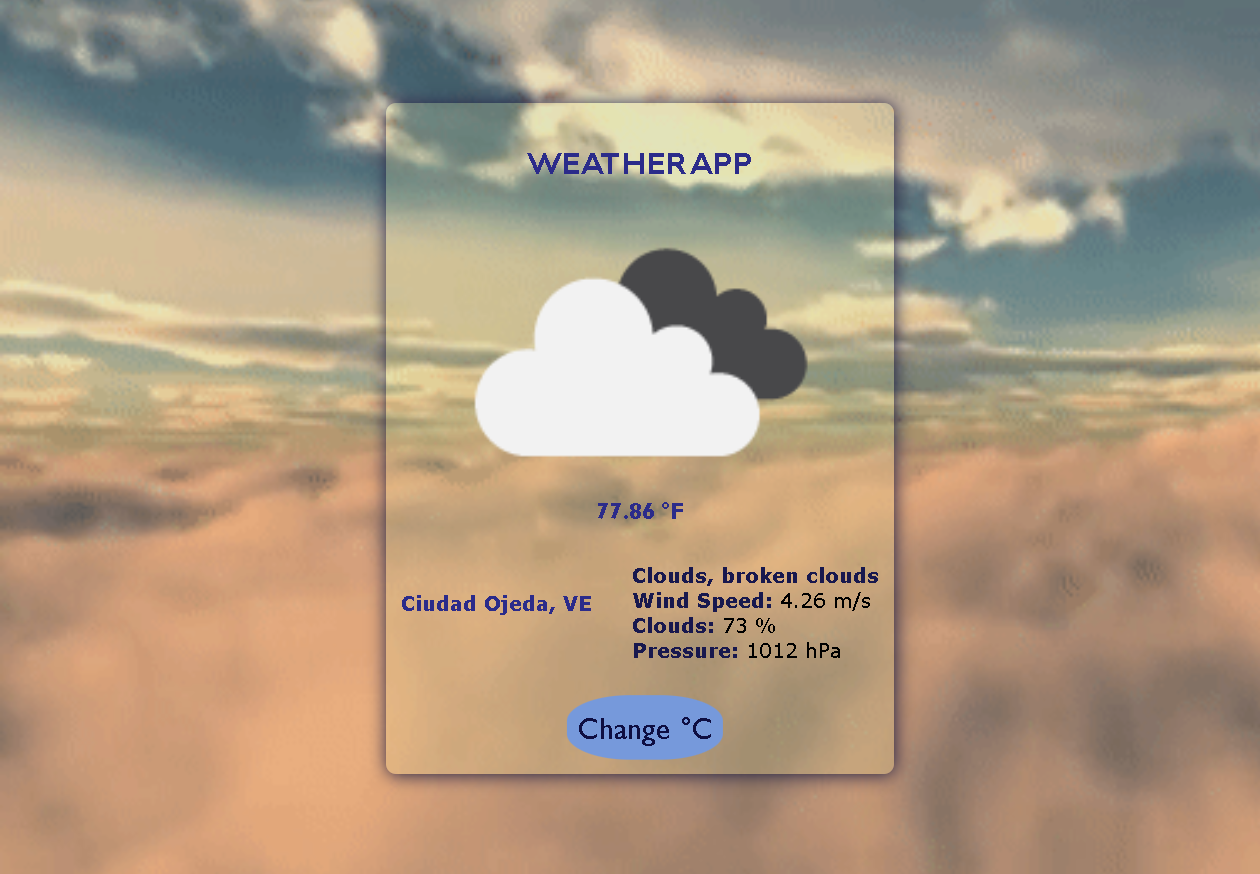 WEATHER APP
77.86 °F
Ciudad Ojeda, VE
Clouds, broken clouds
Wind Speed: 4.26 m/s
Clouds: 73 %
Pressure: 1012 hPa
Change °C